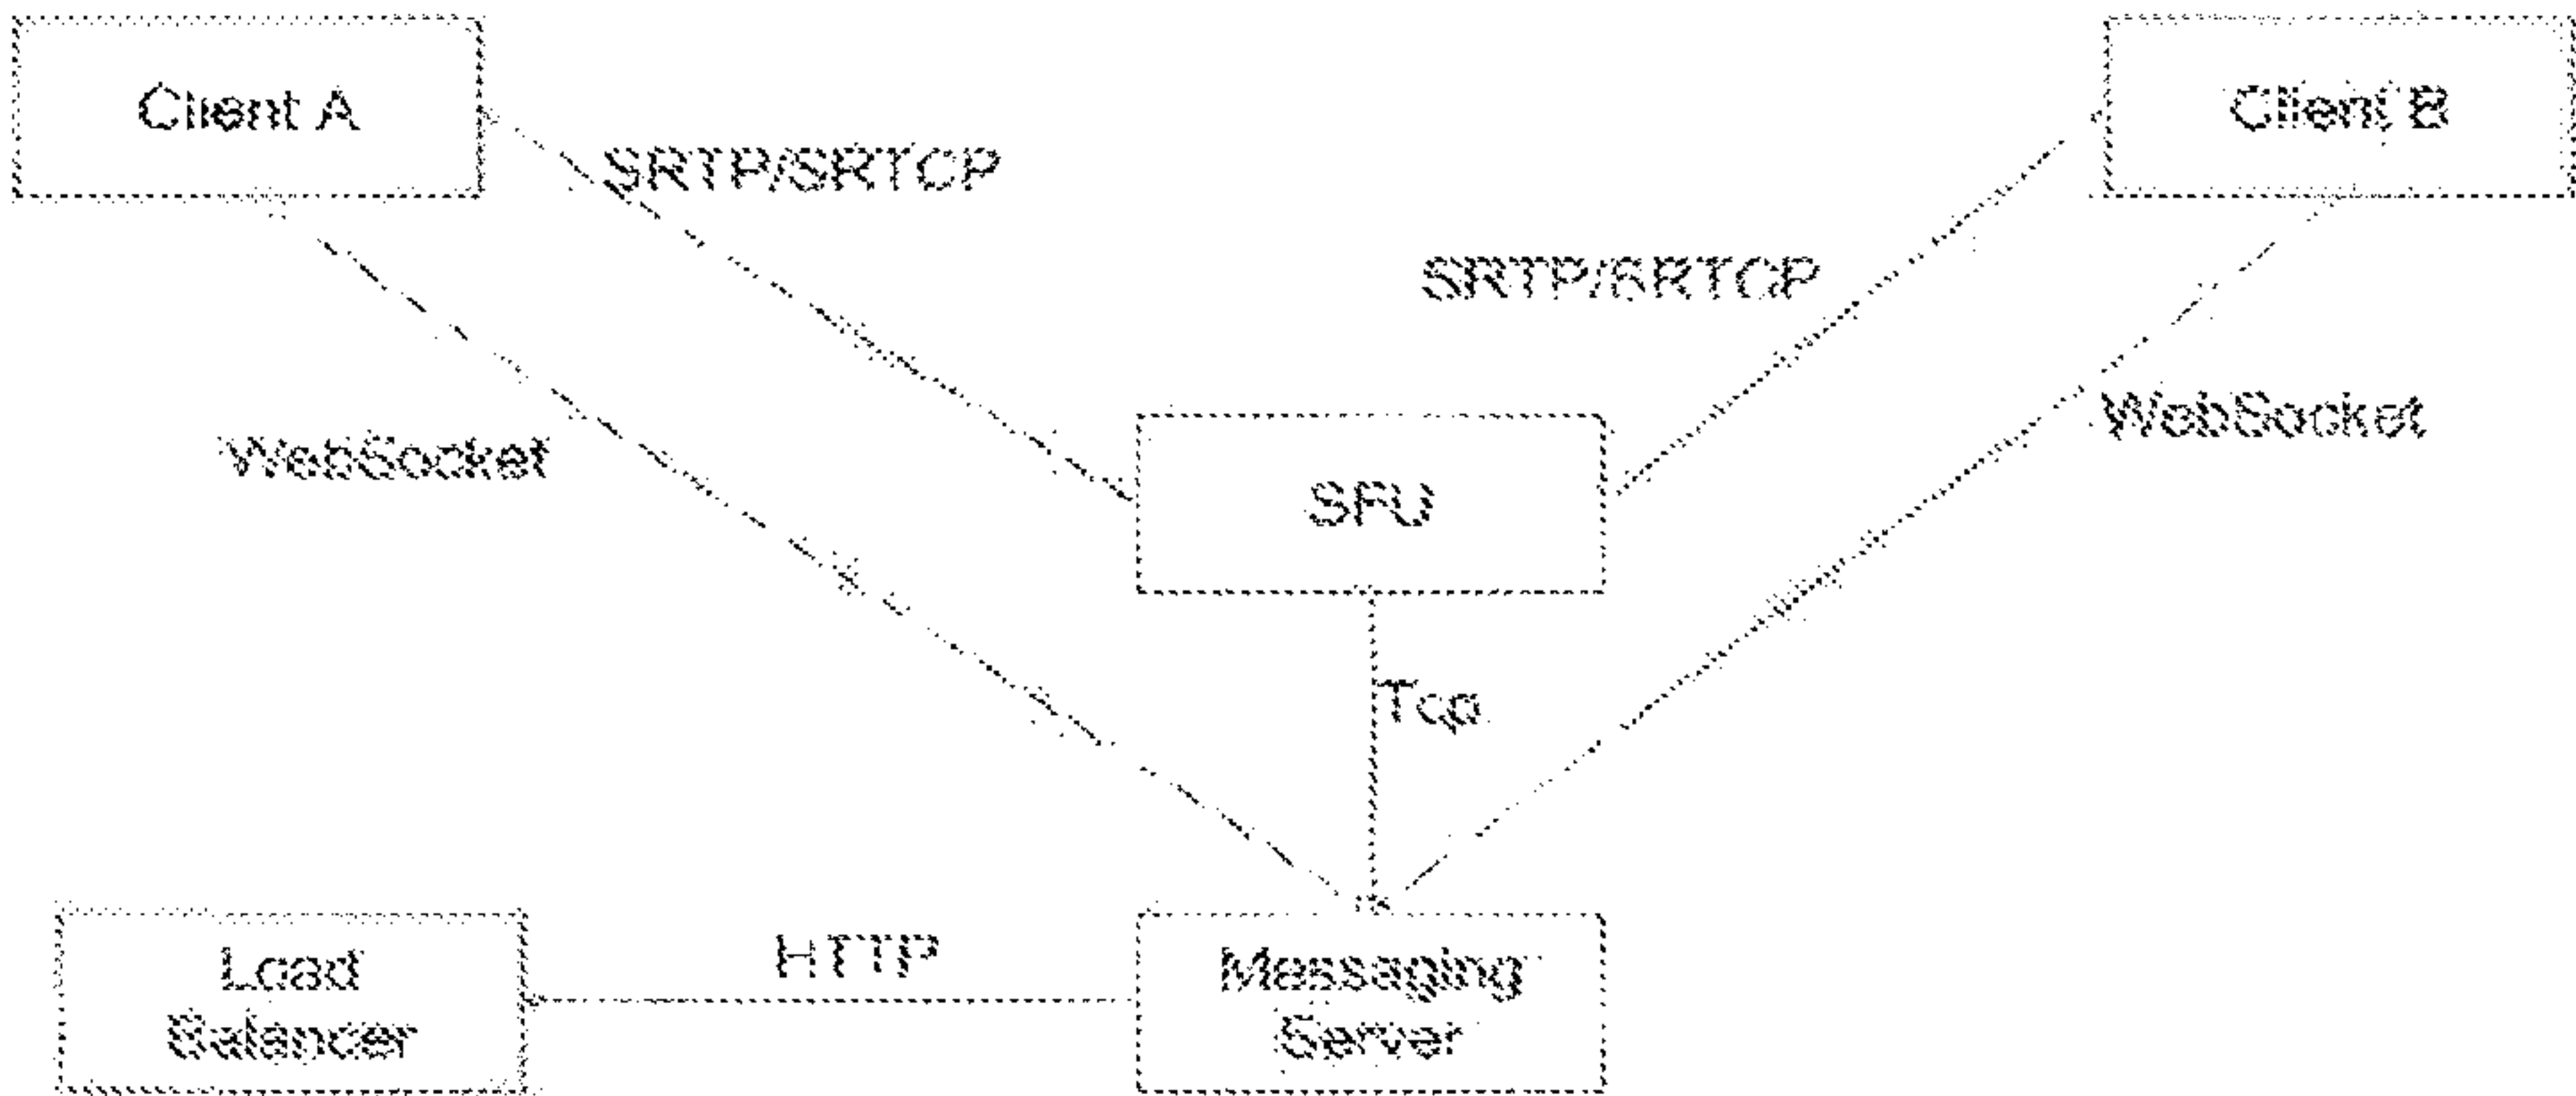 Client A
Client B
SRTP/SRTCP
SRTP/SRTCP
WebSocket
WebSocket
SFU
Tcp
HTTP
Load
Balancer
Messaging
Server